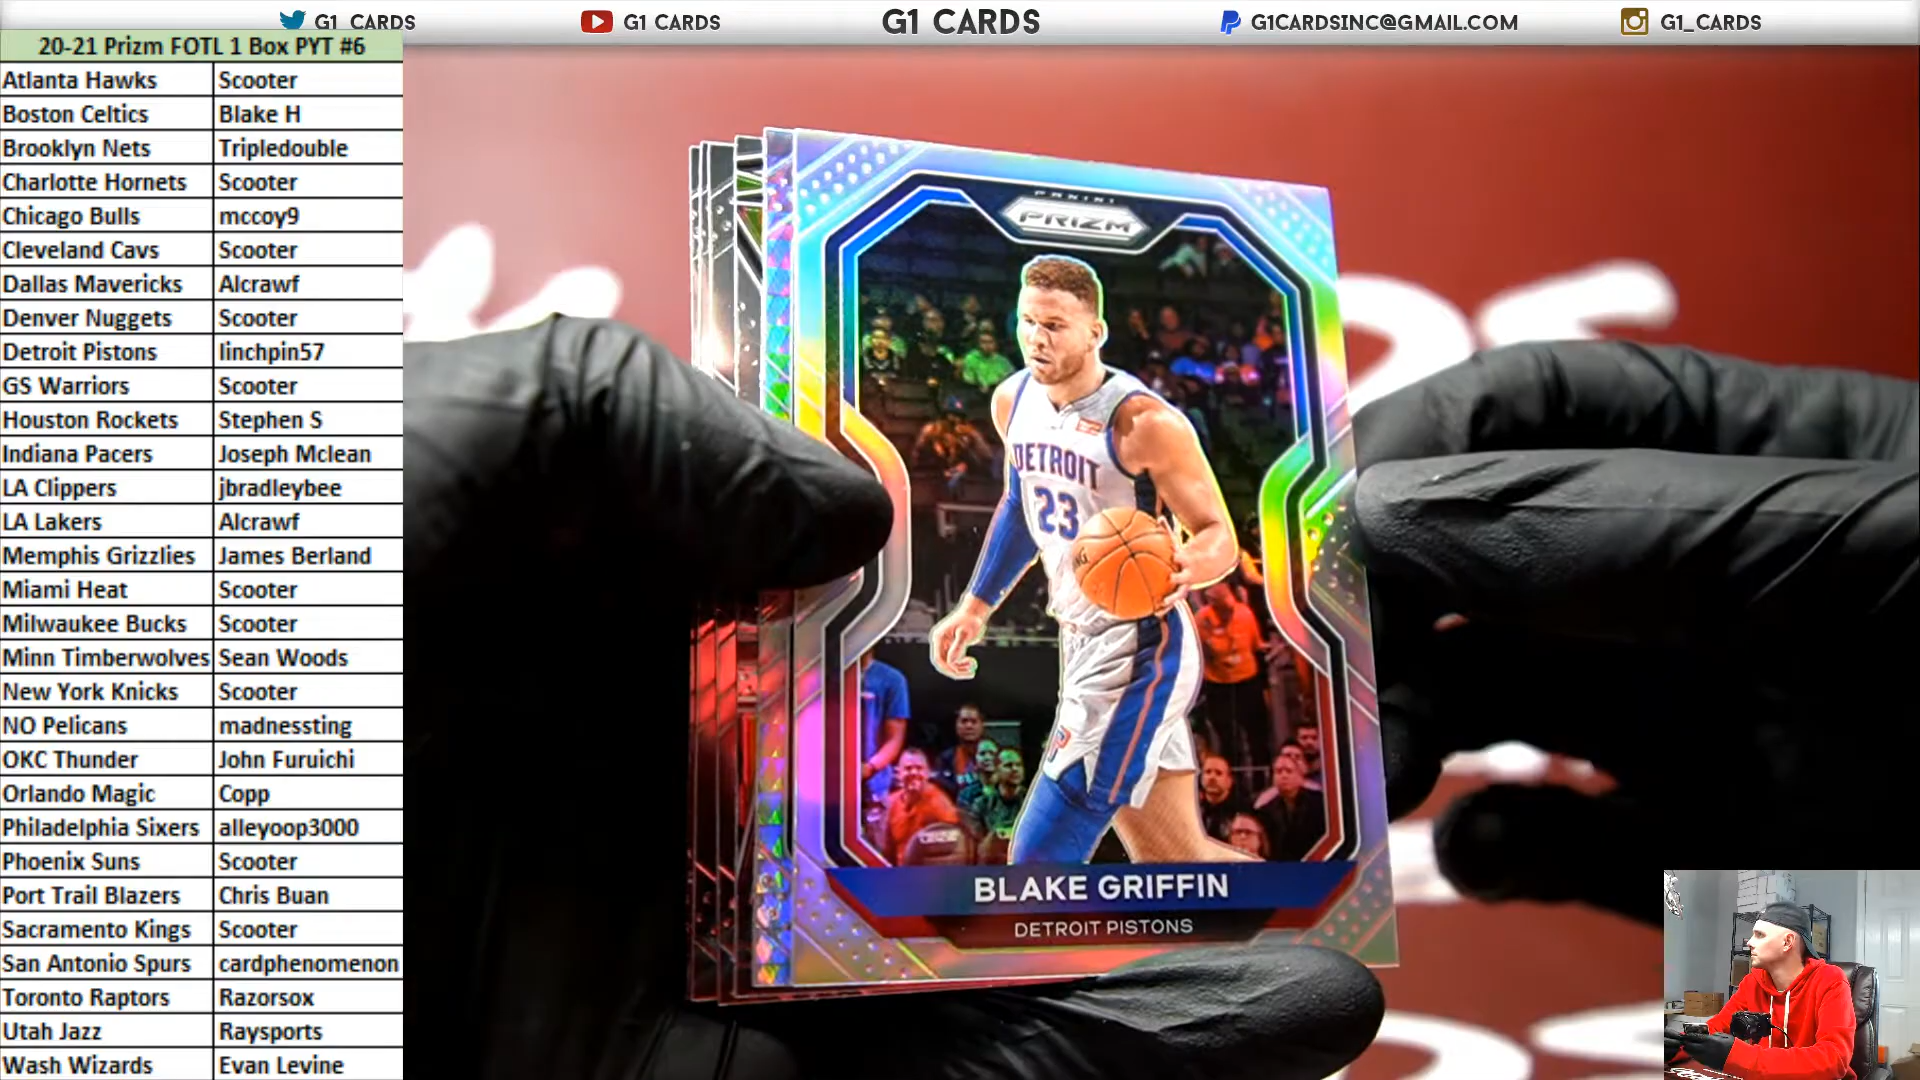 G1_CARDS
G1 CARDS
G1 CARDS
G1CARDSINC@GMAIL.COM
G1_CARDS
20-21 Prizm FOTL 1 Box PYT #6
Atlanta Hawks Scooter
Boston Celtics Blake H
Brooklyn Nets Tripledouble
Charlotte Hornets Scooter
Chicago Bulls mccoy9
Cleveland Cavs Scooter
Dallas Mavericks Alcrawf
Denver Nuggets Scooter
Detroit Pistons linchpin57
GS Warriors Scooter
Houston Rockets Stephen S
Indiana Pacers Joseph Mclean
LA Clippers jbradleybee
LA Lakers Alcrawf
Memphis Grizzlies James Berland
Miami Heat Scooter
Milwaukee Bucks Scooter
Minn Timberwolves Sean Woods
New York Knicks Scooter
NO Pelicans madnessting
OKC Thunder John Furuichi
Orlando Magic Copp
Philadelphia Sixers alleyoop3000
Phoenix Suns Scooter
Port Trail Blazers Chris Buan
Sacramento Kings Scooter
San Antonio Spurs cardphenomenon
Toronto Raptors Razorsox
Utah Jazz Raysports
Wash Wizards Evan Levine
PANINI
PRIZM
DETROIT
23
BLAKE GRIFFIN
DETROIT PISTONS